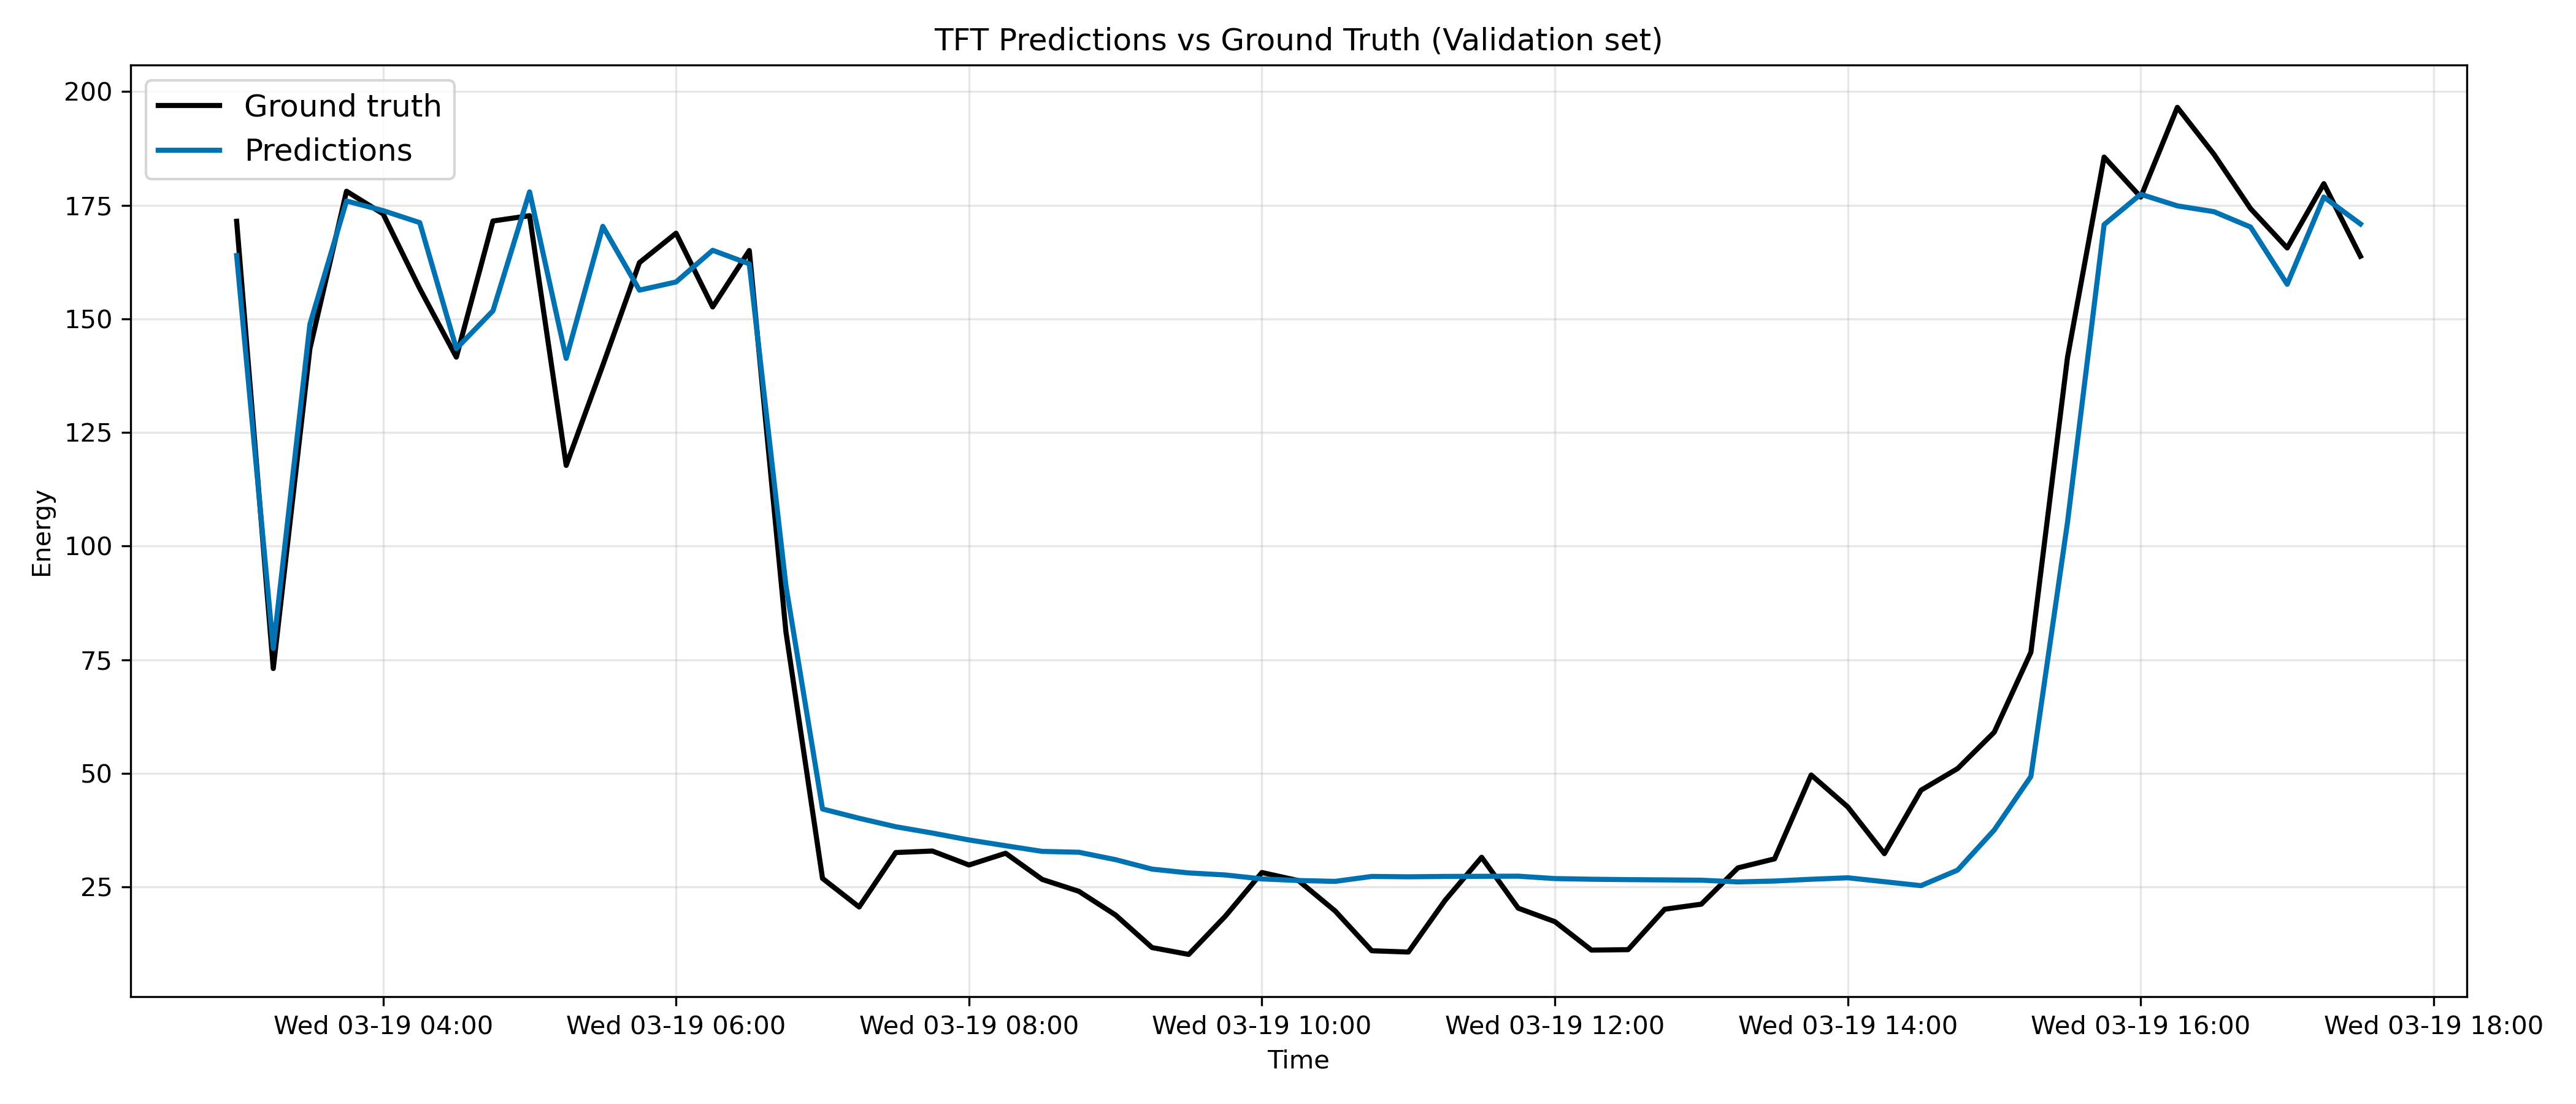 TFT Predictions vs Ground Truth (Validation set)
Ground truth
Predictions
200
175
150
125
100
75
50
25
Energy
Wed 03-19 04:00
Wed 03-19 06:00
Wed 03-19 08:00
Wed 03-19 10:00
Wed 03-19 12:00
Wed 03-19 14:00
Wed 03-19 16:00
Wed 03-19 18:00
Time